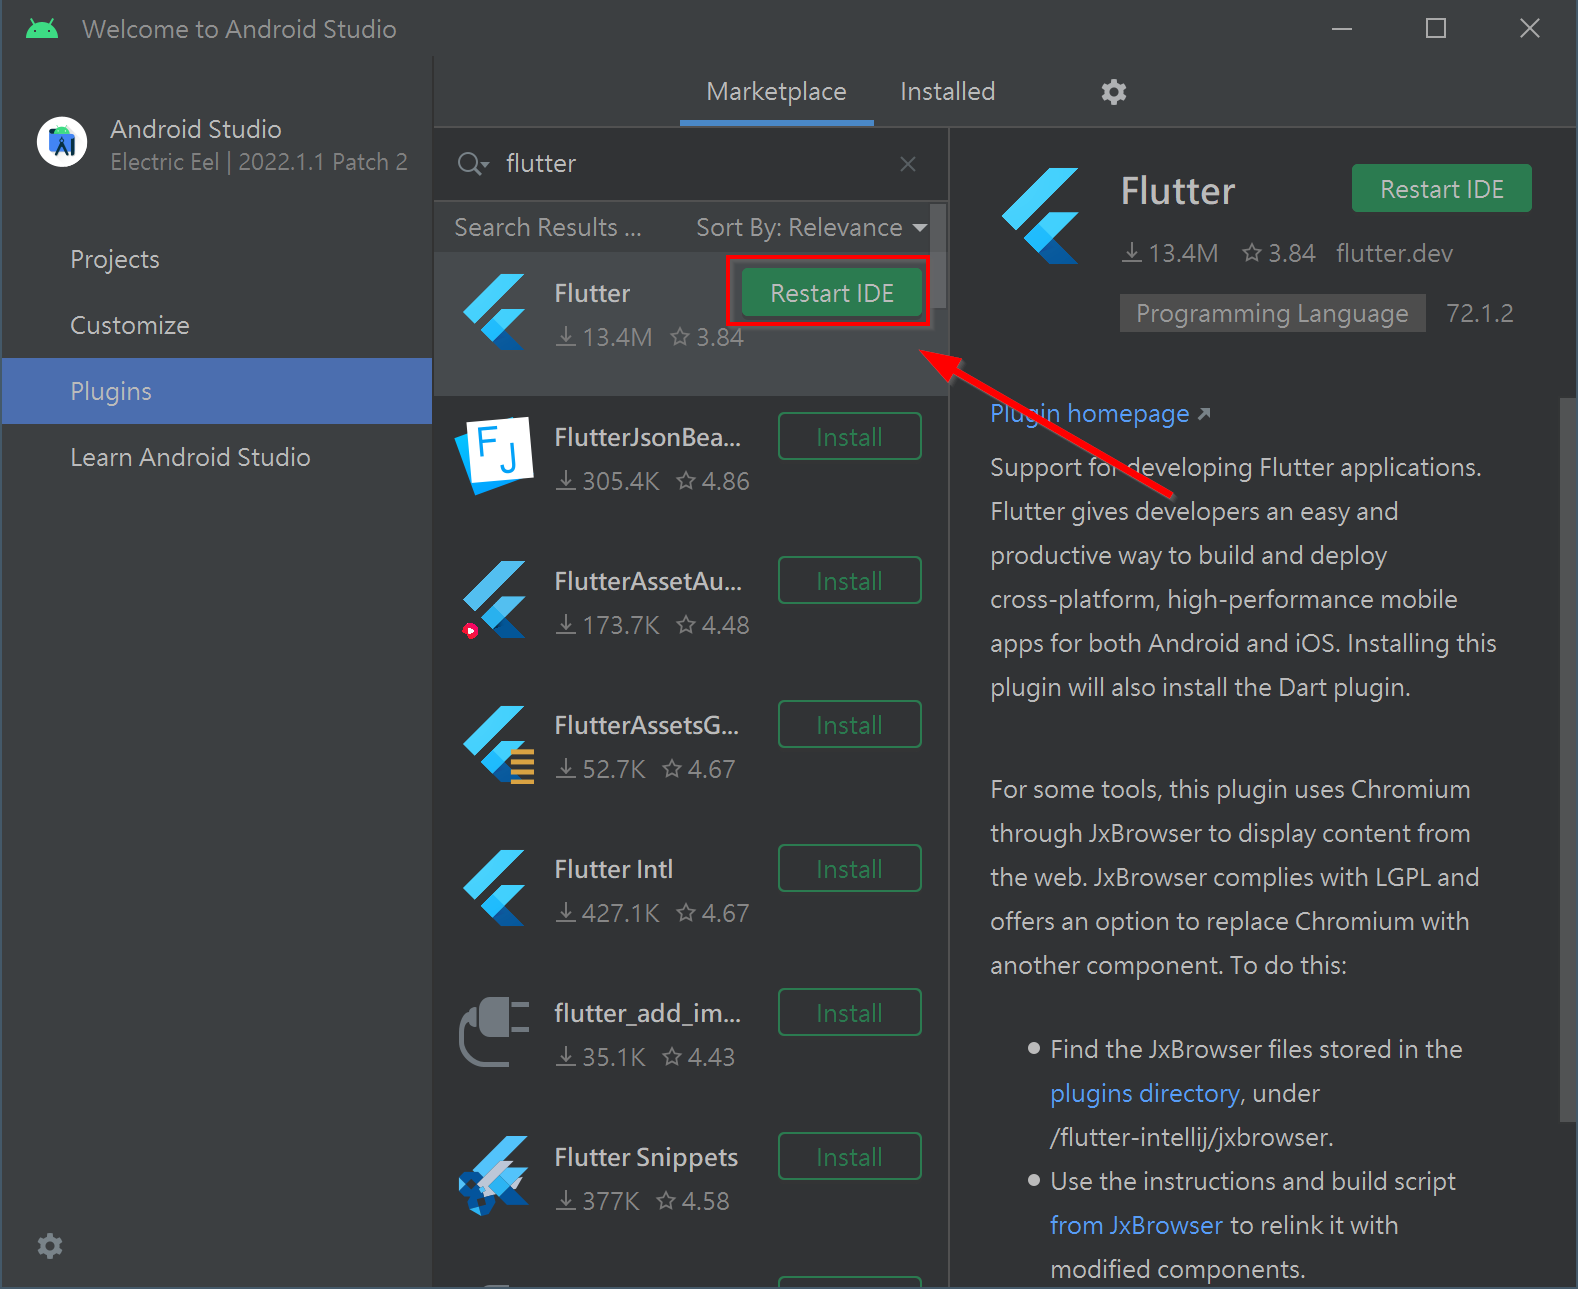 Welcome to Android Studio
Android Studio
Electric Eel | 2022.1.1 Patch 2
Projects
Customize
Plugins
Learn Android Studio
Marketplace
Installed
flutter
Search Results ...
Sort By: Relevance
Flutter
Restart IDE
13.4M
3.84
FlutterJsonBea...
Install
305.4K
4.86
FlutterAssetAu...
Install
173.7K
4.48
FlutterAssetsG...
Install
52.7K
4.67
Flutter Intl
Install
427.1K
4.67
flutter_add_im...
Install
35.1K
4.43
Flutter Snippets
Install
377K
4.58
Flutter
Restart IDE
13.4M
3.84
flutter.dev
Programming Language
72.1.2
Plugin homepage
Support for developing Flutter applications.
Flutter gives developers an easy and
productive way to build and deploy
cross-platform, high-performance mobile
apps for both Android and iOS. Installing this
plugin will also install the Dart plugin.
For some tools, this plugin uses Chromium
through JxBrowser to display content from
the web. JxBrowser complies with LGPL and
offers an option to replace Chromium with
another component. To do this:
Find the JxBrowser files stored in the
plugins directory, under
/flutter-intellij/jxbrowser.
Use the instructions and build script
from JxBrowser to relink it with
modified components.